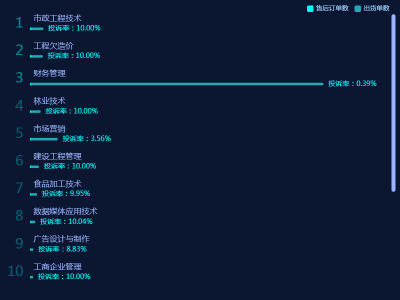 售后订单数 出货单数
1 市政工程技术
投诉率：10.00%
2 工程欠造价
投诉率：10.00%
3 财务管理
投诉率：0.39%
4 林业技术
投诉率：10.00%
5 市场营销
投诉率：3.56%
6 建设工程管理
投诉率：10.00%
7 食品加工技术
投诉率：9.95%
8 数据媒体应用技术
投诉率：10.04%
9 广告设计与制作
投诉率：8.83%
10 工商企业管理
投诉率：10.00%